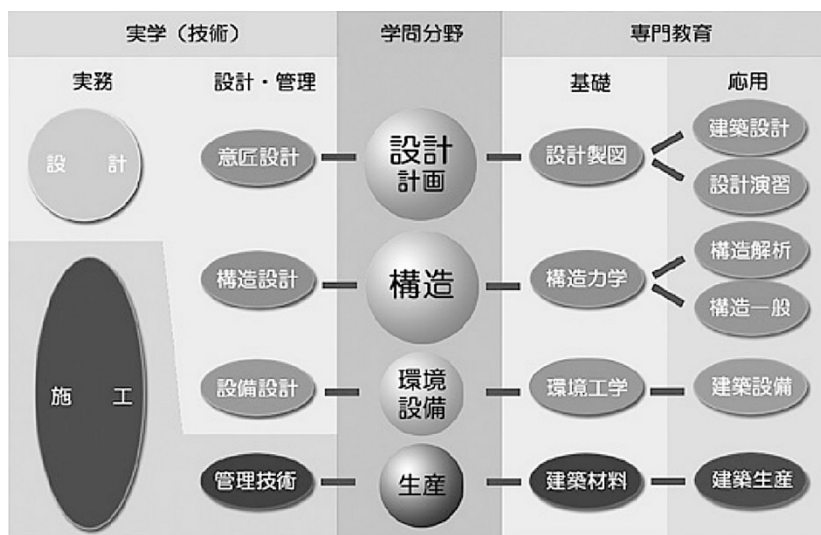 実学（技術）
学問分野
専門教育
実務
設計・管理
基礎
応用
設　計
意匠設計
設計
計画
設計製図
建築設計
設計演習
構造設計
構造
構造力学
構造解析
構造一般
施　工
設備設計
環境
設備
環境工学
建築設備
管理技術
生産
建築材料
建築生産